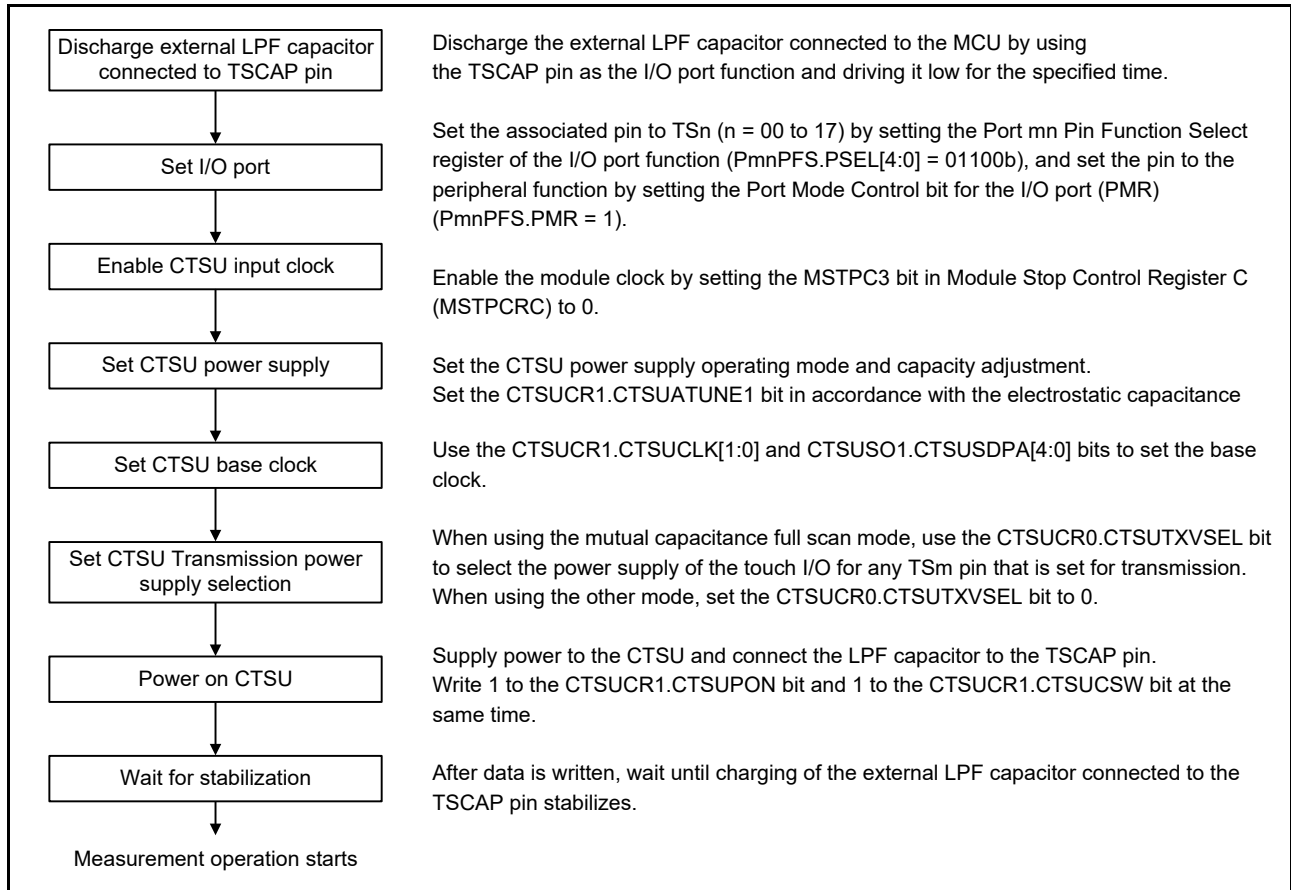 Discharge external LPF capacitor
connected to TSCAP pin
Discharge the external LPF capacitor connected to the MCU by using
the TSCAP pin as the I/O port function and driving it low for the specified time.
Set I/O port
Set the associated pin to TSn (n = 00 to 17) by setting the Port mn Pin Function Select
register of the I/O port function (PmnPFS.PSEL[4:0] = 01100b), and set the pin to the
peripheral function by setting the Port Mode Control bit for the I/O port (PMR)
(PmnPFS.PMR = 1).
Enable CTSU input clock
Enable the module clock by setting the MSTPC3 bit in Module Stop Control Register C
(MSTPCRC) to 0.
Set CTSU power supply
Set the CTSU power supply operating mode and capacity adjustment.
Set the CTSUCR1.CTSUATUNE1 bit in accordance with the electrostatic capacitance
Set CTSU base clock
Use the CTSUCR1.CTSUCLK[1:0] and CTSUSO1.CTSUSDPA[4:0] bits to set the base
clock.
Set CTSU Transmission power
supply selection
When using the mutual capacitance full scan mode, use the CTSUCR0.CTSUTXVSEL bit
to select the power supply of the touch I/O for any TSm pin that is set for transmission.
When using the other mode, set the CTSUCR0.CTSUTXVSEL bit to 0.
Power on CTSU
Supply power to the CTSU and connect the LPF capacitor to the TSCAP pin.
Write 1 to the CTSUCR1.CTSUPON bit and 1 to the CTSUCR1.CTSUCSW bit at the
same time.
Wait for stabilization
After data is written, wait until charging of the external LPF capacitor connected to the
TSCAP pin stabilizes.
Measurement operation starts